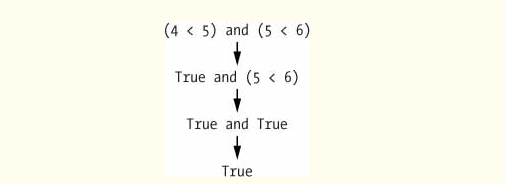 (4 < 5) and (5 < 6)
True and (5 < 6)
True and True
True